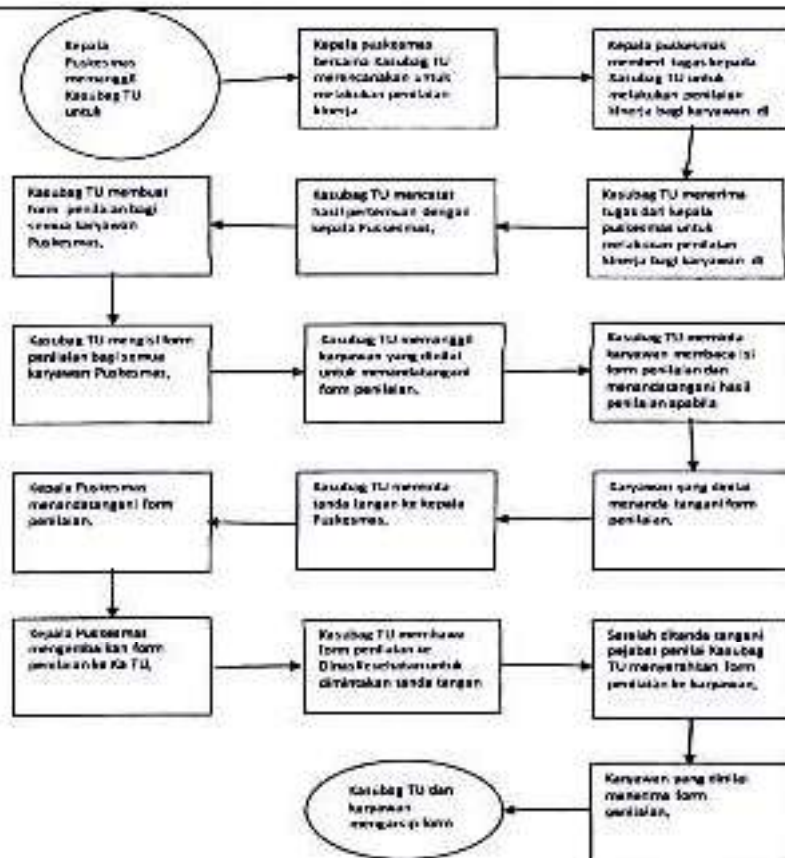 Kepala
Puskesmas
memanggil
Kasubag TU
untuk
Kepala puskesmas
bersama Kasubag TU
merencanakan untuk
melakukan penilaian
kinerja
Kepala puskesmas
memberi tugas kepada
Kasubag TU untuk
melakukan penilaian
kinerja bagi karyawan di
Kasubag TU menerima
tugas dari kepala
puskesmas untuk
melakukan penilaian
kinerja bagi karyawan di
Kasubag TU mencatat
hasil pertemuan dengan
kepala Puskesmas.
Kasubag TU membuat
form penilaian bagi
semua karyawan
Puskesmas.
Kasubag TU mengisi form
penilaian bagi semua
karyawan Puskesmas.
Kasubag TU memanggil
karyawan yang dinilai
untuk menandatangani
form penilaian.
Kasubag TU meminta
karyawan membaca isi
form penilaian dan
menandatangani hasil
penilaian apabila
Karyawan yang dinilai
menanda tangani form
penilaian.
Kasubag TU meminta
tanda tangan ke kepala
Puskesmas.
Kepala Puskesmas
menandatangani form
penilaian.
Kepala Puskesmas
mengembalikan form
penilaian ke Ka TU.
Kasubag TU membawa
form penilaian ke
Dinas Kesehatan untuk
dimintakan tanda tangan
Setelah ditanda tangani
pejabat penilai Kasubag
TU menyerahkan form
penilaian ke karyawan.
Karyawan yang dinilai
menerima form
penilaian.
Kasubag TU dan
karyawan
mengarsip form